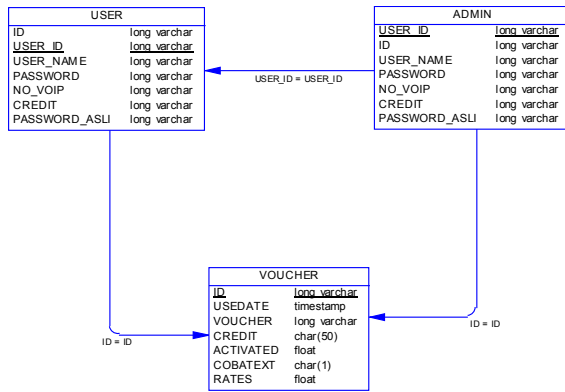 USER
ID long varchar
USER_ID long varchar
USER_NAME long varchar
PASSWORD long varchar
NO_VOIP long varchar
CREDIT long varchar
PASSWORD_ASLI long varchar
ADMIN
USER_ID long varchar
ID long varchar
USER_NAME long varchar
PASSWORD long varchar
NO_VOIP long varchar
CREDIT long varchar
PASSWORD_ASLI long varchar
USER_ID = USER_ID
VOUCHER
ID long varchar
USEDATE timestamp
VOUCHER long varchar
CREDIT char(50)
ACTIVATED float
COBATEXT char(1)
RATES float
ID = ID
ID = ID